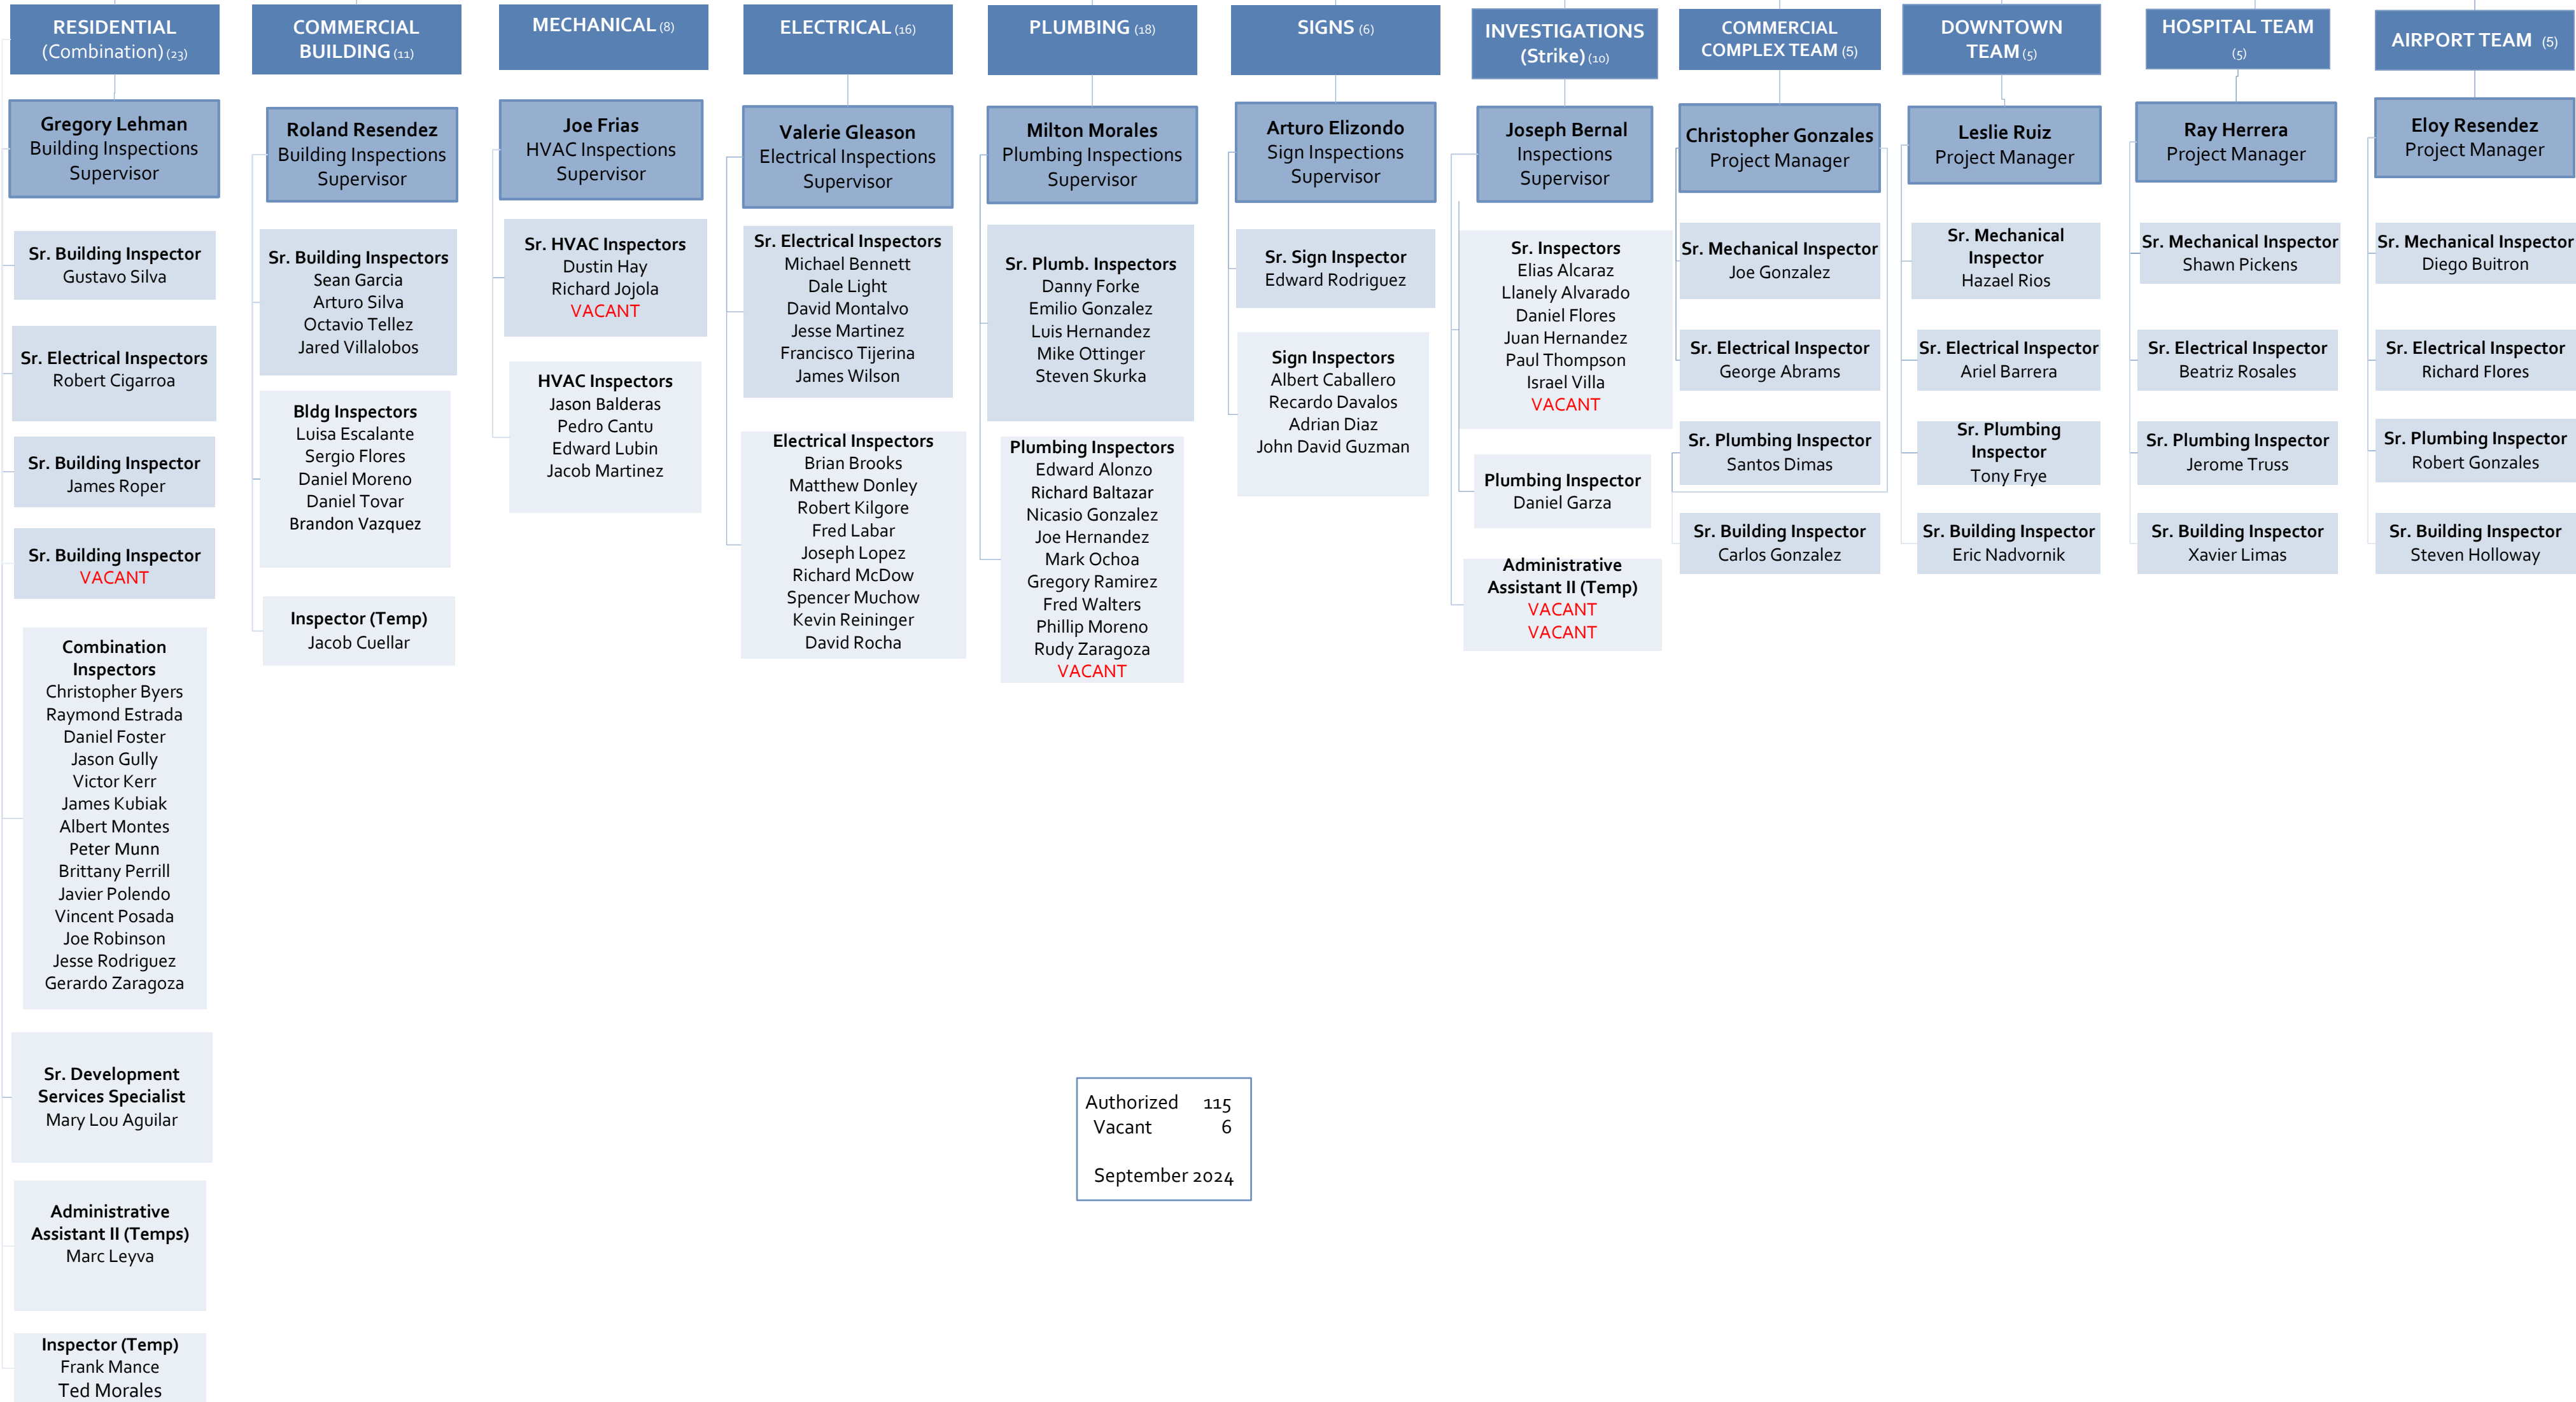 RESIDENTIAL
(Combination) (23)
Gregory Lehman
Building Inspections
Supervisor
Sr. Building Inspector
Gustavo Silva
Sr. Electrical Inspectors
Robert Cigarroa
Sr. Building Inspector
James Roper
Sr. Building Inspector
VACANT
Combination
Inspectors
Christopher Byers
Raymond Estrada
Daniel Foster
Jason Gully
Victor Kerr
James Kubiak
Albert Montes
Peter Munn
Brittany Perrill
Javier Polendo
Vincent Posada
Joe Robinson
Jesse Rodriguez
Gerardo Zaragoza
Sr. Development
Services Specialist
Mary Lou Aguilar
Administrative
Assistant II (Temps)
Marc Leyva
Inspector (Temp)
Frank Mance
Ted Morales
COMMERCIAL
BUILDING (11)
Roland Resendez
Building Inspections
Supervisor
Sr. Building Inspectors
Sean Garcia
Arturo Silva
Octavio Tellez
Jared Villalobos
Bldg Inspectors
Luisa Escalante
Sergio Flores
Daniel Moreno
Daniel Tovar
Brandon Vazquez
Inspector (Temp)
Jacob Cuellar
MECHANICAL (8)
Joe Frias
HVAC Inspections
Supervisor
Sr. HVAC Inspectors
Dustin Hay
Richard Jojola
VACANT
HVAC Inspectors
Jason Balderas
Pedro Cantu
Edward Lubin
Jacob Martinez
ELECTRICAL (16)
Valerie Gleason
Electrical Inspections
Supervisor
Sr. Electrical Inspectors
Michael Bennett
Dale Light
David Montalvo
Jesse Martinez
Francisco Tijerina
James Wilson
Electrical Inspectors
Brian Brooks
Matthew Donley
Robert Kilgore
Fred Labar
Joseph Lopez
Richard McDow
Spencer Muchow
Kevin Reininger
David Rocha
PLUMBING (18)
Milton Morales
Plumbing Inspections
Supervisor
Sr. Plumb. Inspectors
Danny Forke
Emilio Gonzalez
Luis Hernandez
Mike Ottinger
Steven Skurka
Plumbing Inspectors
Edward Alonzo
Richard Baltazar
Nicasio Gonzalez
Joe Hernandez
Mark Ochoa
Gregory Ramirez
Fred Walters
Phillip Moreno
Rudy Zaragoza
VACANT
SIGNS (6)
Arturo Elizondo
Sign Inspections
Supervisor
Sr. Sign Inspector
Edward Rodriguez
Sign Inspectors
Albert Caballero
Recardo Davalos
Adrian Diaz
John David Guzman
INVESTIGATIONS
(Strike) (10)
Joseph Bernal
Inspections
Supervisor
Sr. Inspectors
Elias Alcaraz
Llanely Alvarado
Daniel Flores
Juan Hernandez
Paul Thompson
Israel Villa
VACANT
Plumbing Inspector
Daniel Garza
Administrative
Assistant II (Temp)
VACANT
VACANT
COMMERCIAL
COMPLEX TEAM (5)
Christopher Gonzales
Project Manager
Sr. Mechanical Inspector
Joe Gonzalez
Sr. Electrical Inspector
George Abrams
Sr. Plumbing Inspector
Santos Dimas
Sr. Building Inspector
Carlos Gonzalez
DOWNTOWN
TEAM (5)
Leslie Ruiz
Project Manager
Sr. Mechanical
Inspector
Hazael Rios
Sr. Electrical Inspector
Ariel Barrera
Sr. Plumbing
Inspector
Tony Frye
Sr. Building Inspector
Eric Nadvornik
HOSPITAL TEAM
(5)
Ray Herrera
Project Manager
Sr. Mechanical Inspector
Shawn Pickens
Sr. Electrical Inspector
Beatriz Rosales
Sr. Plumbing Inspector
Jerome Truss
Sr. Building Inspector
Xavier Limas
AIRPORT TEAM (5)
Eloy Resendez
Project Manager
Sr. Mechanical Inspector
Diego Buitron
Sr. Electrical Inspector
Richard Flores
Sr. Plumbing Inspector
Robert Gonzales
Sr. Building Inspector
Steven Holloway
Authorized 115
Vacant 6
September 2024